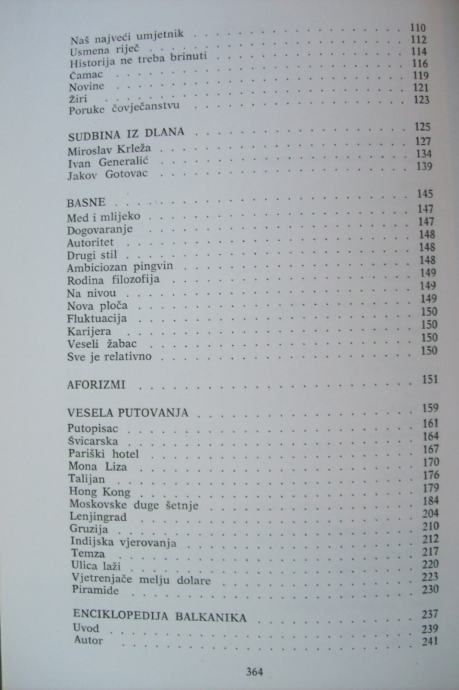 Naš najveći umjetnik . . . . . . . . . . . . . . . 110
Usmena riječ . . . . . . . . . . . . . . . 112
Historija ne treba brinuti . . . . . . . . . . . . . . . 114
Čamac . . . . . . . . . . . . . . . 116
Novine . . . . . . . . . . . . . . . 119
Žiri . . . . . . . . . . . . . . . 121
Poruke čovječanstvu . . . . . . . . . . . . . . . 123
SUDBINA IZ DLANA . . . . . . . . . . . . . . . 125
Miroslav Krleža . . . . . . . . . . . . . . . 127
Ivan Generalić . . . . . . . . . . . . . . . 134
Jakov Gotovac . . . . . . . . . . . . . . . 139
BASNE . . . . . . . . . . . . . . . 145
Med i mlijeko . . . . . . . . . . . . . . . 147
Dogovaranje . . . . . . . . . . . . . . . 147
Autoritet . . . . . . . . . . . . . . . 148
Drugi stil . . . . . . . . . . . . . . . 148
Ambiciozan pingvin . . . . . . . . . . . . . . . 148
Rodina filozofija . . . . . . . . . . . . . . . 149
Na nivou . . . . . . . . . . . . . . . 149
Nova ploča . . . . . . . . . . . . . . . 149
Fluktuacija . . . . . . . . . . . . . . . 150
Karijera . . . . . . . . . . . . . . . 150
Veseli žabac . . . . . . . . . . . . . . . 150
Sve je relativno . . . . . . . . . . . . . . . 150
AFORIZMI . . . . . . . . . . . . . . . 151
VESELA PUTOVANJA . . . . . . . . . . . . . . . 159
Putopisac . . . . . . . . . . . . . . . 161
Švicarska . . . . . . . . . . . . . . . 164
Pariški hotel . . . . . . . . . . . . . . . 167
Mona Liza . . . . . . . . . . . . . . . 170
Talijan . . . . . . . . . . . . . . . 176
Hong Kong . . . . . . . . . . . . . . . 179
Moskovske duge šetnje . . . . . . . . . . . . . . . 184
Lenjingrad . . . . . . . . . . . . . . . 204
Gruzija . . . . . . . . . . . . . . . 210
Indijska vjerovanja . . . . . . . . . . . . . . . 212
Temza . . . . . . . . . . . . . . . 217
Ulica laži . . . . . . . . . . . . . . . 220
Vjetrenjače melju dolare . . . . . . . . . . . . . . . 223
Piramide . . . . . . . . . . . . . . . 230
ENCIKLOPEDIJA BALKANIKA . . . . . . . . . . . . . . . 237
Uvod . . . . . . . . . . . . . . . 239
Autor . . . . . . . . . . . . . . . 241
364